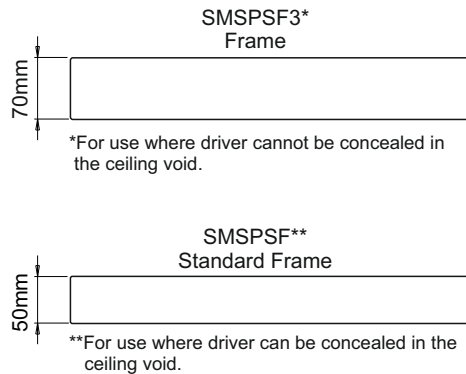 SMSPSF3*
Frame
70mm
*For use where driver cannot be concealed in
the ceiling void.
SMSPSF**
Standard Frame
50mm
**For use where driver can be concealed in the
ceiling void.